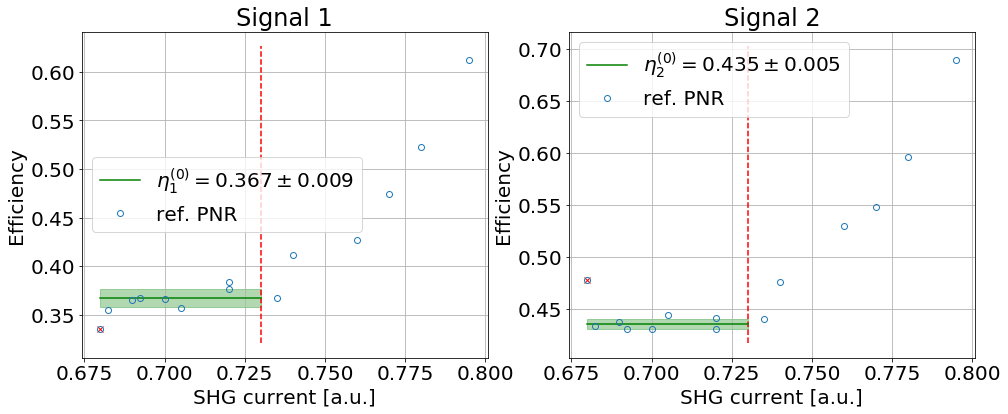 Signal 1
Efficiency
0.60
0.55
0.50
0.45
0.40
0.35
η₁⁽⁰⁾ = 0.367 ± 0.009
ref. PNR
0.675 0.700 0.725 0.750 0.775 0.800
SHG current [a.u.]
Signal 2
Efficiency
0.70
0.65
0.60
0.55
0.50
0.45
η₂⁽⁰⁾ = 0.435 ± 0.005
ref. PNR
0.675 0.700 0.725 0.750 0.775 0.800
SHG current [a.u.]